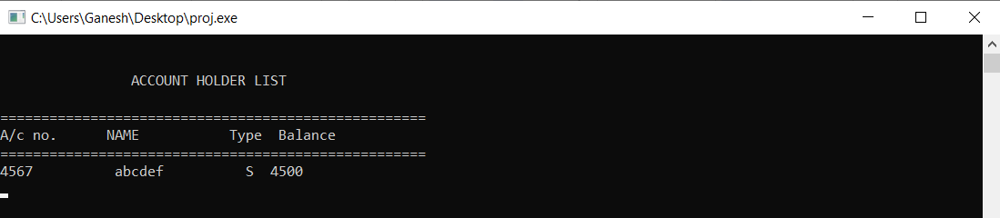 C:\Users\Ganesh\Desktop\proj.exe
ACCOUNT HOLDER LIST
====================================================
A/c no.      NAME           Type  Balance
====================================================
4567          abcdef          S  4500